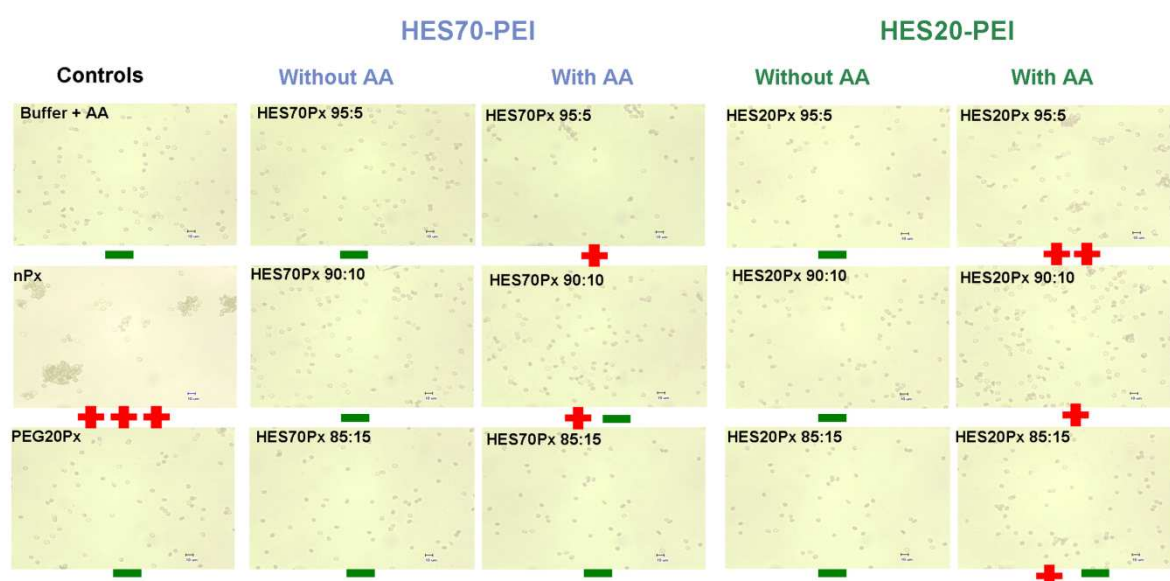 HES70-PEI HES20-PEI
Controls Without AA With AA Without AA With AA
Buffer + AA HES70Px 95:5 HES70Px 95:5 HES20Px 95:5 HES20Px 95:5
nPx HES70Px 90:10 HES70Px 90:10 HES20Px 90:10 HES20Px 90:10
PEG20Px HES70Px 85:15 HES70Px 85:15 HES20Px 85:15 HES20Px 85:15